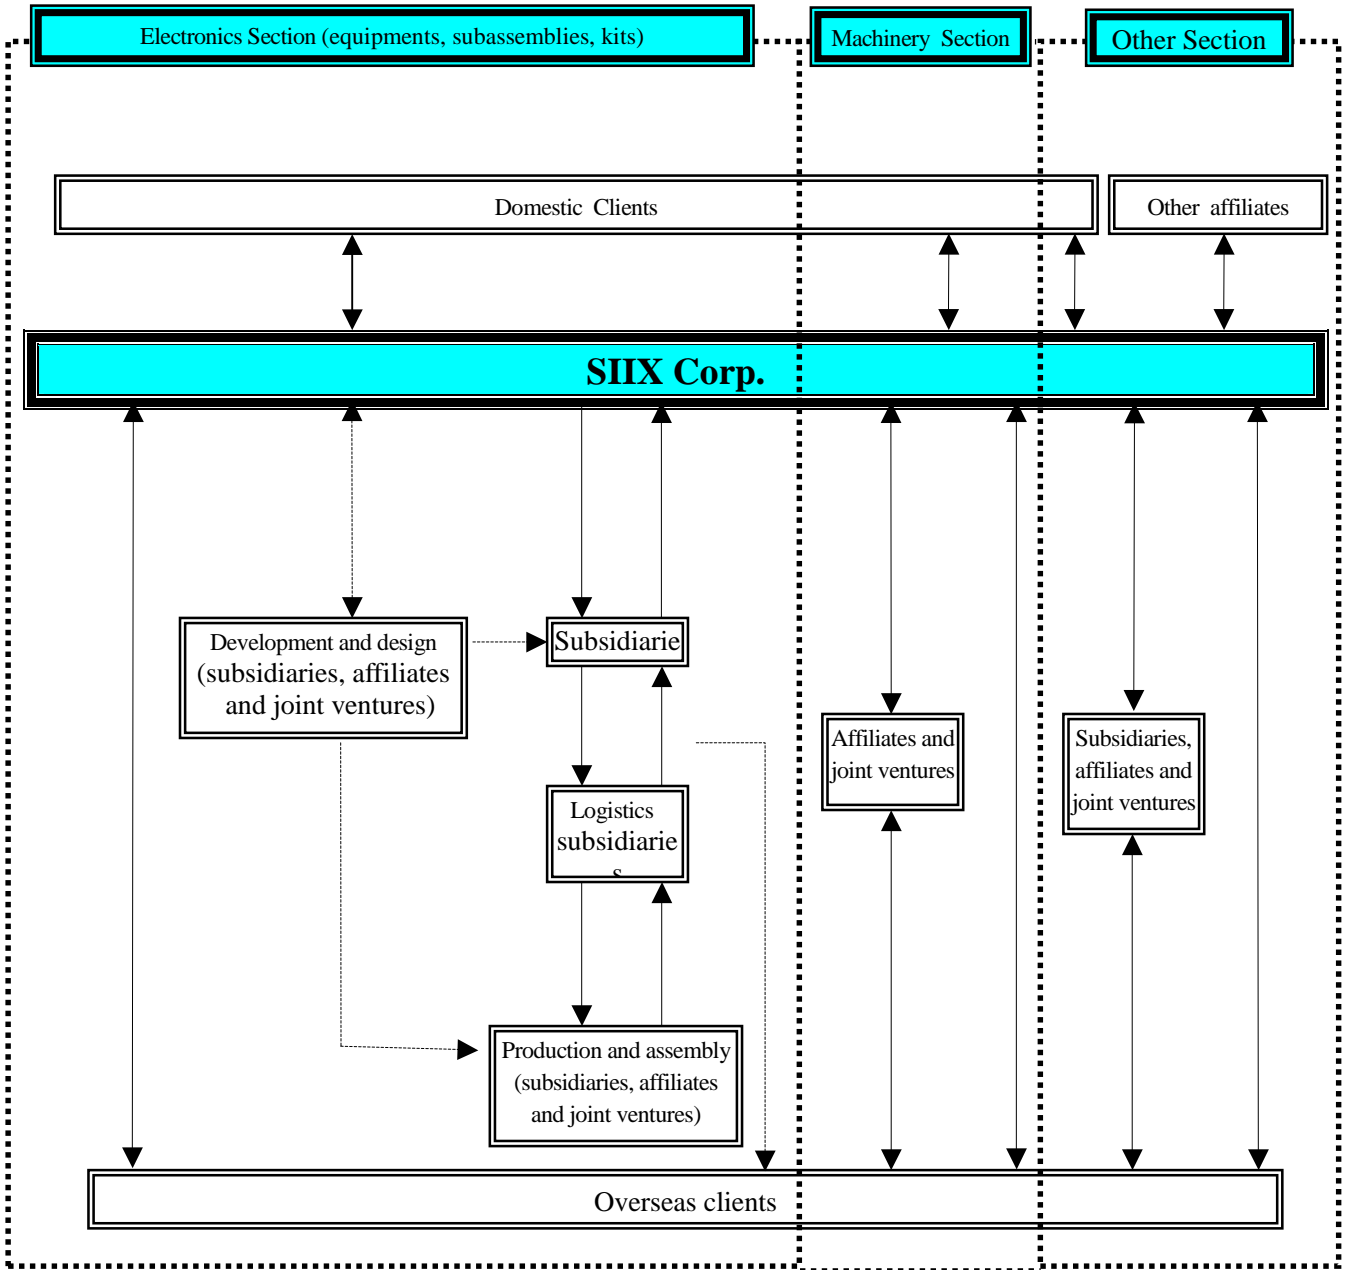 Electronics Section (equipments, subassemblies, kits)
Machinery Section
Other Section
Domestic Clients
Other affiliates
SIIX Corp.
Development and design
(subsidiaries, affiliates
and joint ventures)
Subsidiarie
Affiliates and
joint ventures
Subsidiaries,
affiliates and
joint ventures
Logistics
subsidiarie
s
Production and assembly
(subsidiaries, affiliates
and joint ventures)
Overseas clients